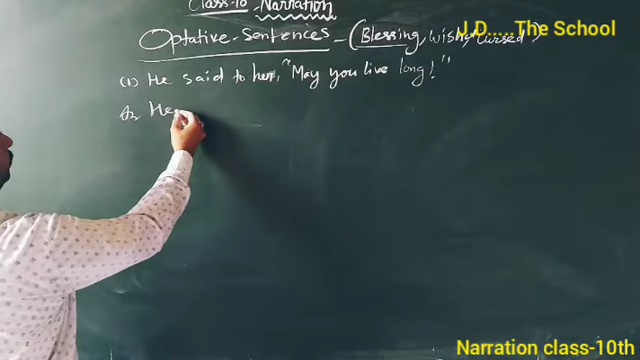 Class-10 Narration
Optative-Sentences - (Blessing, wish, Cursed)
J.D.....The School
(1) He said to her, "May you live long!".
A, He
Narration class-10th